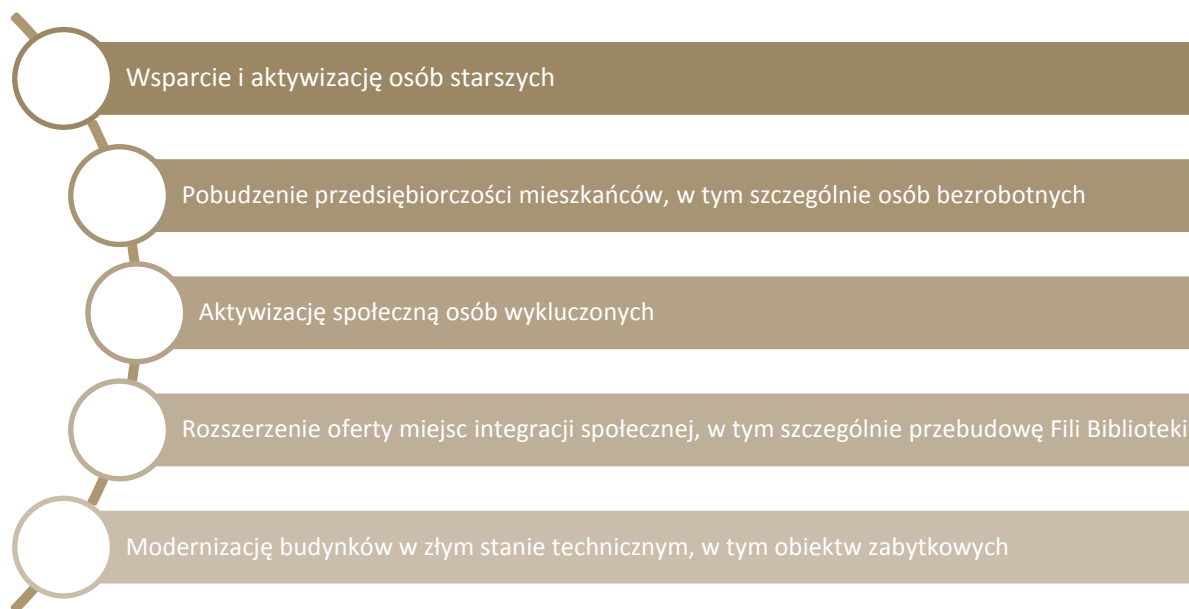 Wsparcie i aktywizację osób starszych
Pobudzenie przedsiębiorczości mieszkańców, w tym szczególnie osób bezrobotnych
Aktywizację społeczną osób wykluczonych
Rozszerzenie oferty miejsc integracji społecznej, w tym szczególnie przebudowę Fili Biblioteki
Modernizację budynków w złym stanie technicznym, w tym obiektw zabytkowych